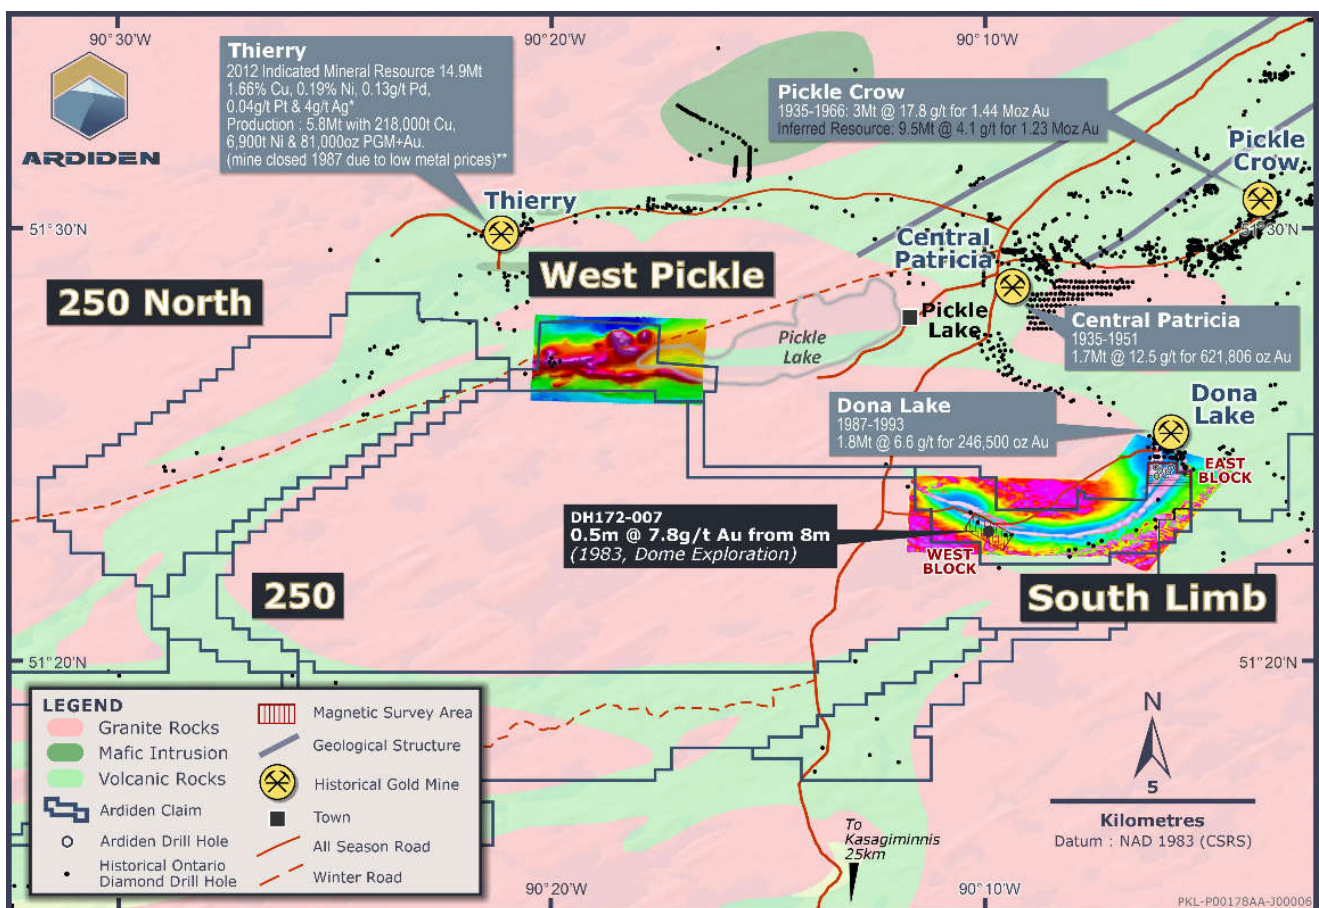 90°30'W
90°20'W
90°10'W
ARDIDEN
Thierry
2012 Indicated Mineral Resource 14.9Mt
1.66% Cu, 0.19% Ni, 0.13g/t Pd,
0.04g/t Pt & 4g/t Ag*
Production : 5.8Mt with 218,000t Cu,
6,900t Ni & 81,000oz PGM+Au.
(mine closed 1987 due to low metal prices)**
Pickle Crow
1935-1966: 3Mt @ 17.8 g/t for 1.44 Moz Au
Inferred Resource: 9.5Mt @ 4.1 g/t for 1.23 Moz Au
Pickle
Crow
Thierry
51°30'N
51°30'N
Central
Patricia
West Pickle
250 North
Pickle
Lake
Pickle
Lake
Central Patricia
1935-1951
1.7Mt @ 12.5 g/t for 621,806 oz Au
Dona
Lake
Dona Lake
1987-1993
1.8Mt @ 6.6 g/t for 246,500 oz Au
EAST
BLOCK
DH172-007
0.5m @ 7.8g/t Au from 8m
(1983, Dome Exploration)
WEST
BLOCK
250
South Limb
51°20'N
51°20'N
LEGEND
Granite Rocks
Mafic Intrusion
Volcanic Rocks
Ardiden Claim
Ardiden Drill Hole
Historical Ontario
Diamond Drill Hole
Magnetic Survey Area
Geological Structure
Historical Gold Mine
Town
All Season Road
Winter Road
N
5
Kilometres
Datum : NAD 1983 (CSRS)
To
Kasagiminnis
25km
90°20'W
90°10'W
PKL-P00178AA-J00006